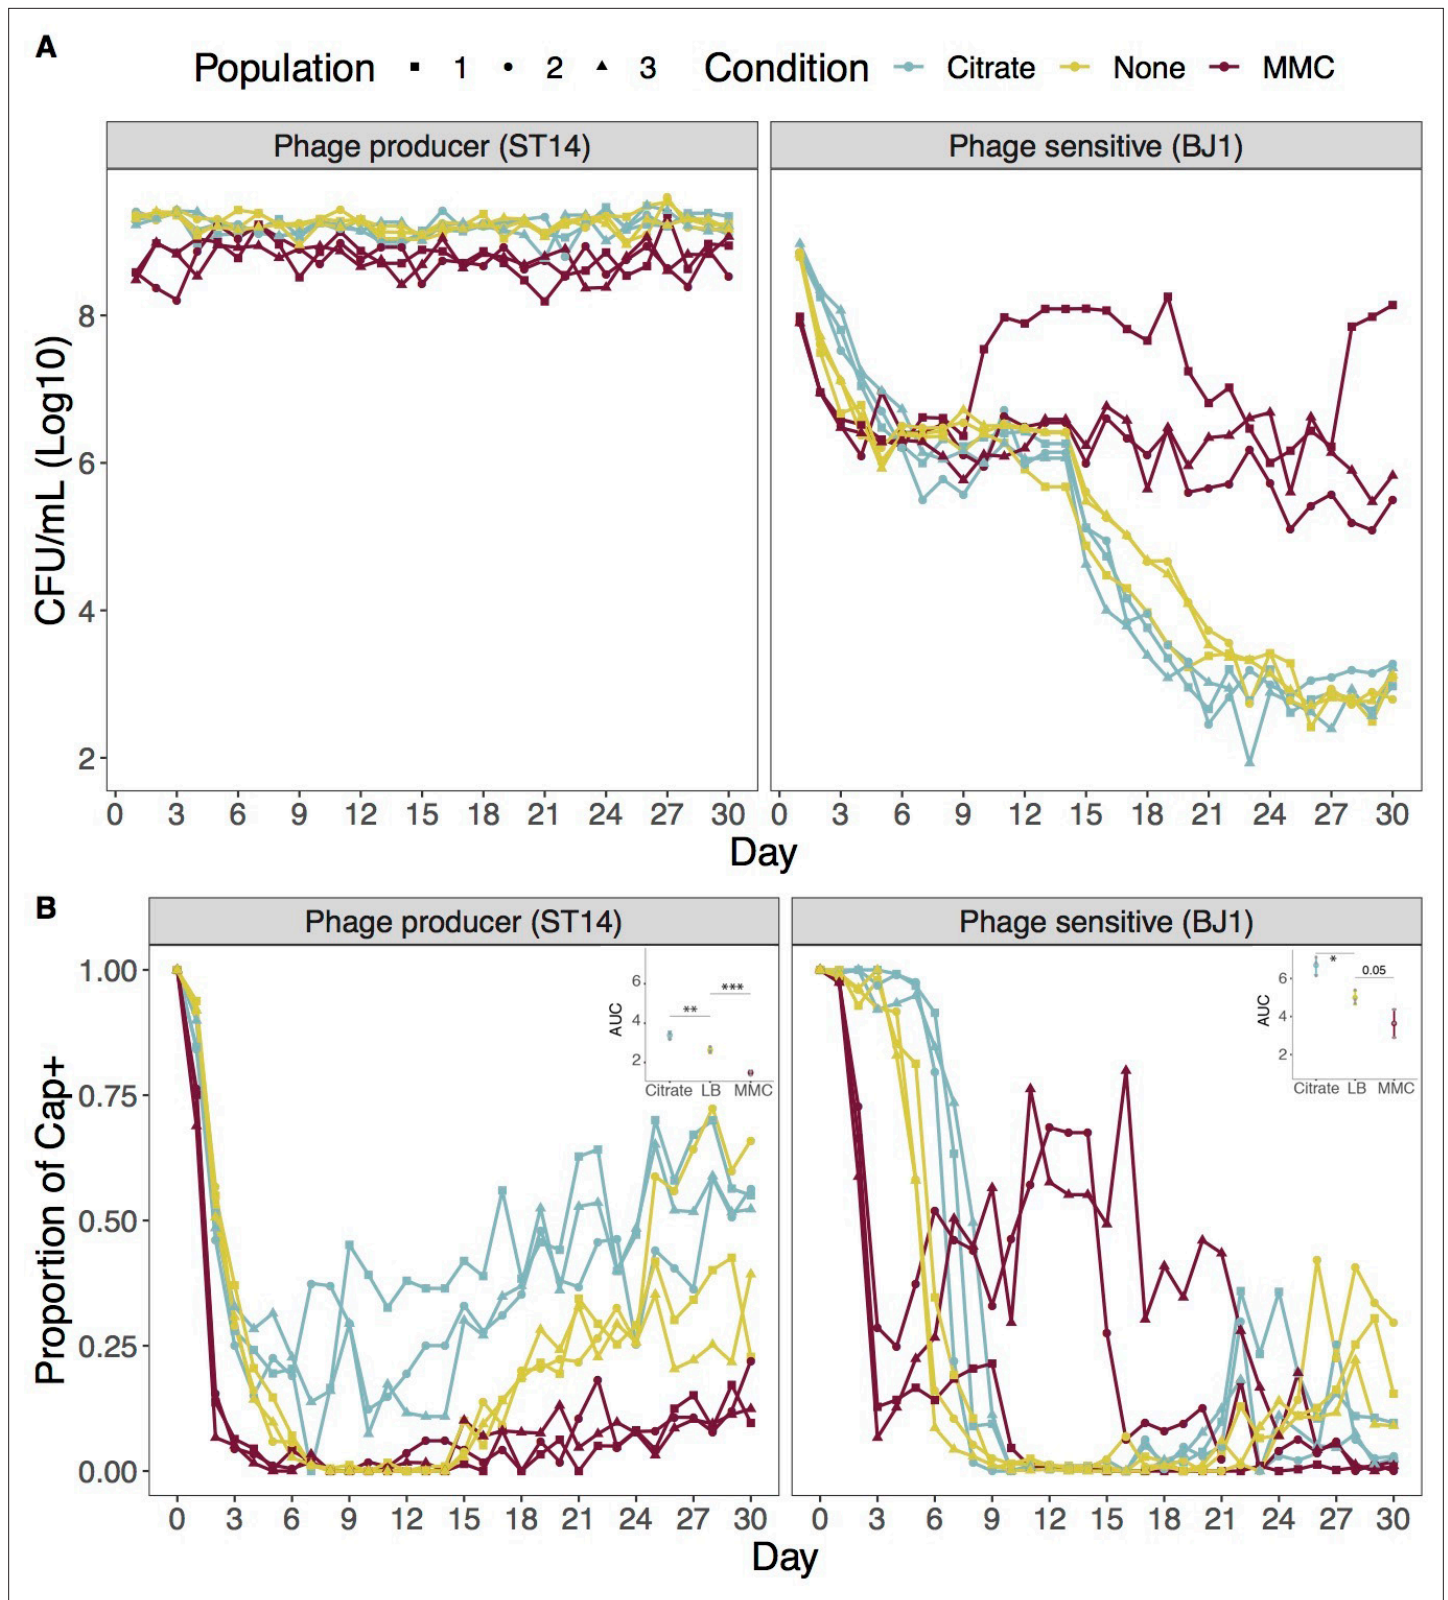 A
Population 1 2 3 Condition Citrate None MMC
Phage producer (ST14) Phage sensitive (BJ1)
CFU/mL (Log10)
8
6
4
2
0 3 6 9 12 15 18 21 24 27 30 0 3 6 9 12 15 18 21 24 27 30
Day
B
Phage producer (ST14) Phage sensitive (BJ1)
Proportion of Cap+
1.00
0.75
0.50
0.25
0.00
AUC
6
4
2
** ***
Citrate LB MMC
AUC
6
4
2
* 0.05
Citrate LB MMC
0 3 6 9 12 15 18 21 24 27 30 0 3 6 9 12 15 18 21 24 27 30
Day